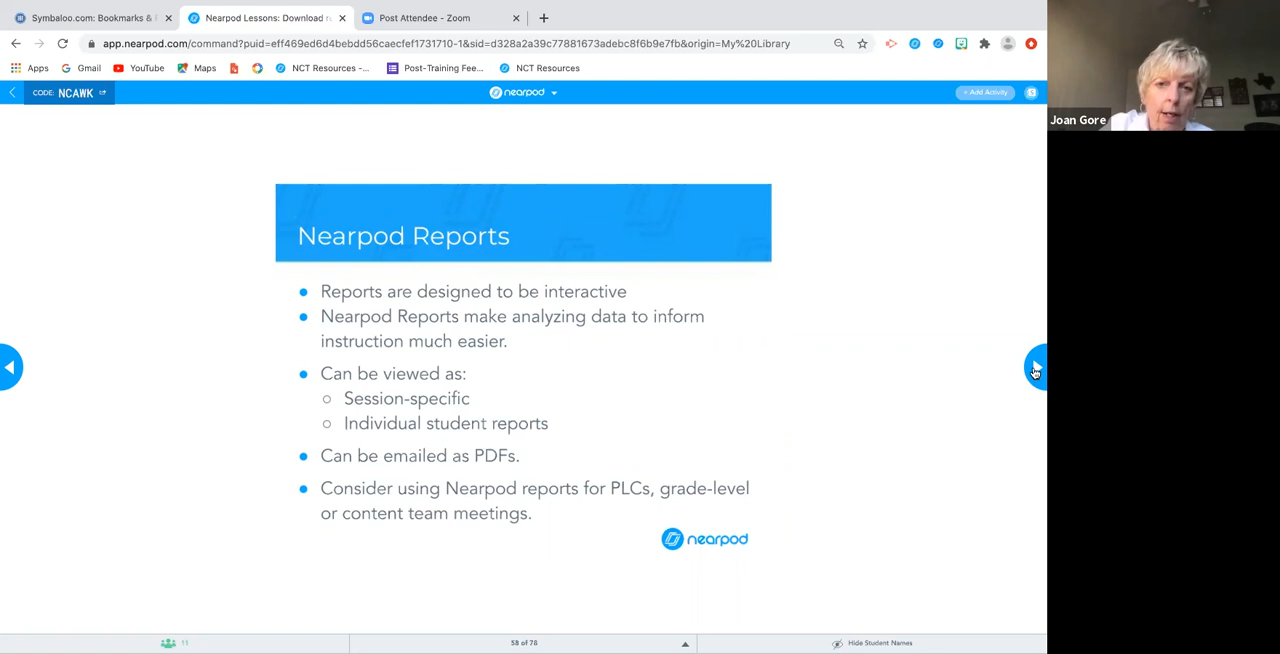 Symbaloo.com: Bookmarks &
Nearpod Lessons: Download
Post Attendee - Zoom
app.nearpod.com/command?puid=eff469ed6d4bebdd56caecfef1731710-1&sid=d328a2a39c77881673adebc8f6b9e7fb&origin=My%20Library
Apps
Gmail
YouTube
Maps
NCT Resources -...
Post-Training Fee...
NCT Resources
CODE: NCAWK
nearpod
+ Add Activity
Joan Gore
Nearpod Reports
Reports are designed to be interactive
Nearpod Reports make analyzing data to inform
instruction much easier.
Can be viewed as:
Session-specific
Individual student reports
Can be emailed as PDFs.
Consider using Nearpod reports for PLCs, grade-level
or content team meetings.
nearpod
11
58 of 78
Hide Student Names